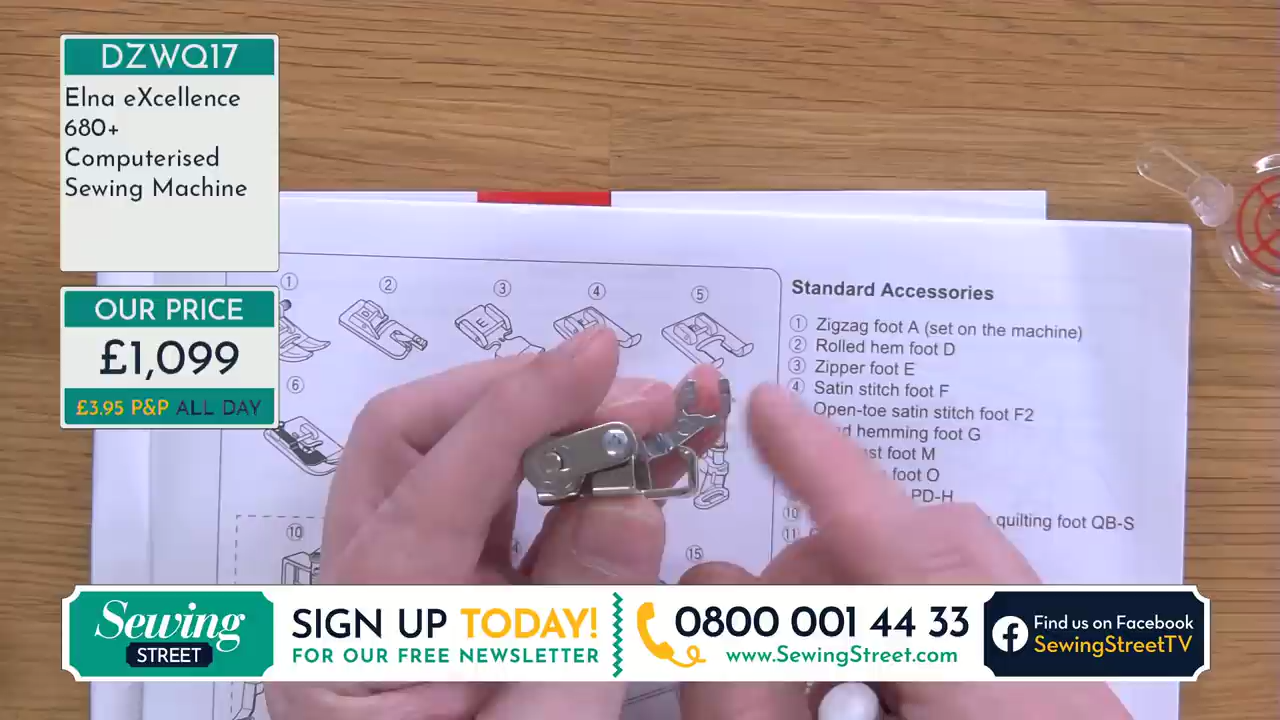 DZWQ17
Elna eXcellence
680+
Computerised
Sewing Machine
OUR PRICE
£1,099
£3.95 P&P ALL DAY
①
②
③
④
⑤
⑥
⑩
⑮
Standard Accessories
① Zigzag foot A (set on the machine)
② Rolled hem foot D
③ Zipper foot E
④ Satin stitch foot F
Open-toe satin stitch foot F2
hemming foot G
foot M
foot O
PD-H
⑩ quilting foot QB-S
⑪
Sewing
STREET
SIGN UP TODAY!
FOR OUR FREE NEWSLETTER
0800 001 44 33
www.SewingStreet.com
Find us on Facebook
SewingStreetTV